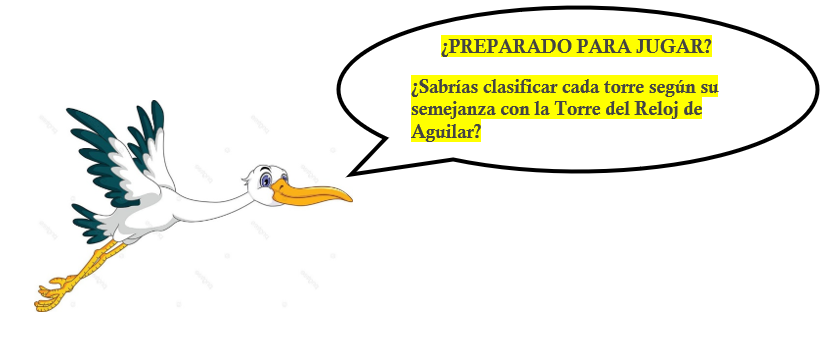 ¿PREPARADO PARA JUGAR?
¿Sabrías clasificar cada torre según su
semejanza con la Torre del Reloj de
Aguilar?